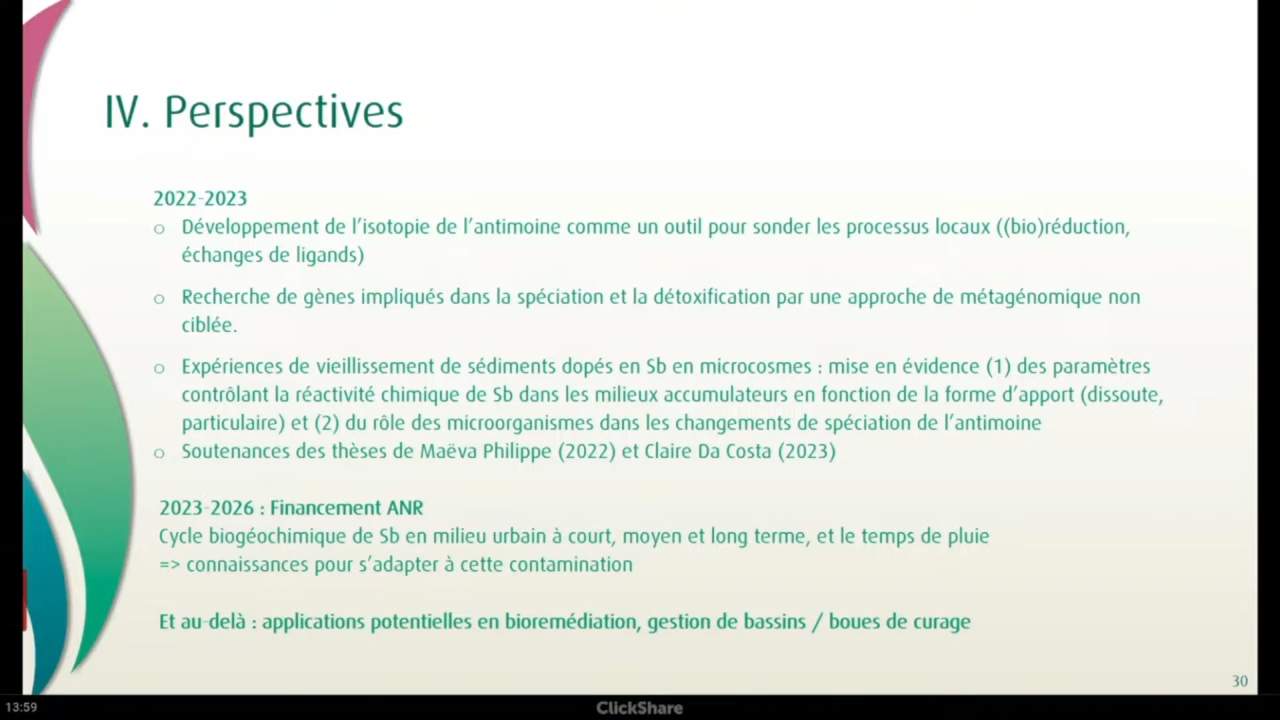 IV. Perspectives
2022-2023
o Développement de l'isotopie de l'antimoine comme un outil pour sonder les processus locaux ((bio)réduction,
échanges de ligands)
o Recherche de gènes impliqués dans la spéciation et la détoxification par une approche de métagénomique non
ciblée.
o Expériences de vieillissement de sédiments dopés en Sb en microcosmes : mise en évidence (1) des paramètres
contrôlant la réactivité chimique de Sb dans les milieux accumulateurs en fonction de la forme d'apport (dissoute,
particulaire) et (2) du rôle des microorganismes dans les changements de spéciation de l'antimoine
o Soutenances des thèses de Maëva Philippe (2022) et Claire Da Costa (2023)
2023-2026 : Financement ANR
Cycle biogéochimique de Sb en milieu urbain à court, moyen et long terme, et le temps de pluie
=> connaissances pour s'adapter à cette contamination
Et au-delà : applications potentielles en bioremédiation, gestion de bassins / boues de curage
30
13:59
ClickShare